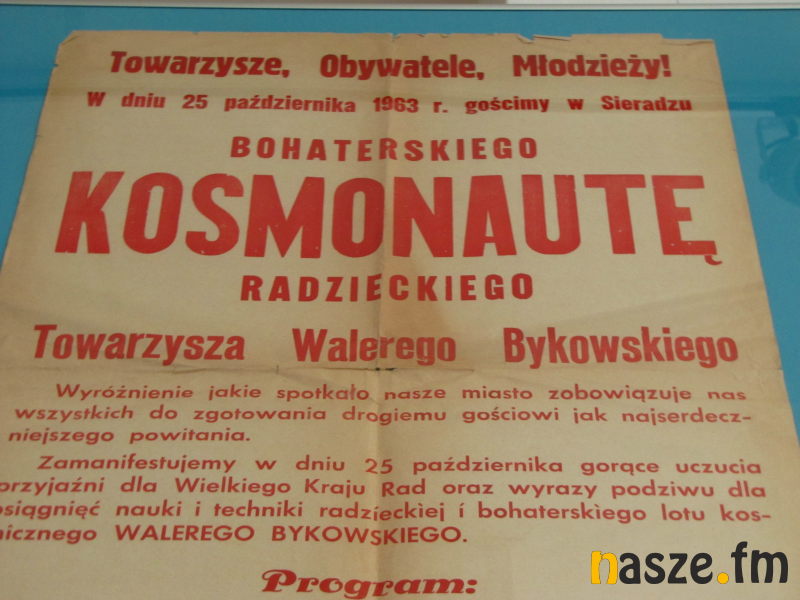 Towarzysze, Obywatele, Młodzieży!
W dniu 25 października 1963 r. gościmy w Sieradzu
BOHATERSKIEGO
KOSMONAUTĘ
RADZIECKIEGO
Towarzysza Walerego Bykowskiego
Wyróżnienie jakie spotkało nasze miasto zobowiązuje nas
wszystkich do zgotowania drogiemu gościowi jak najserdecz-
niejszego powitania.
Zamanifestujemy w dniu 25 października gorące uczucia
przyjaźni dla Wielkiego Kraju Rad oraz wyrazy podziwu dla
osiągnięć nauki i techniki radzieckiej i bohaterskiego lotu kos-
micznego WALEREGO BYKOWSKIEGO.
Program:
nasze.fm